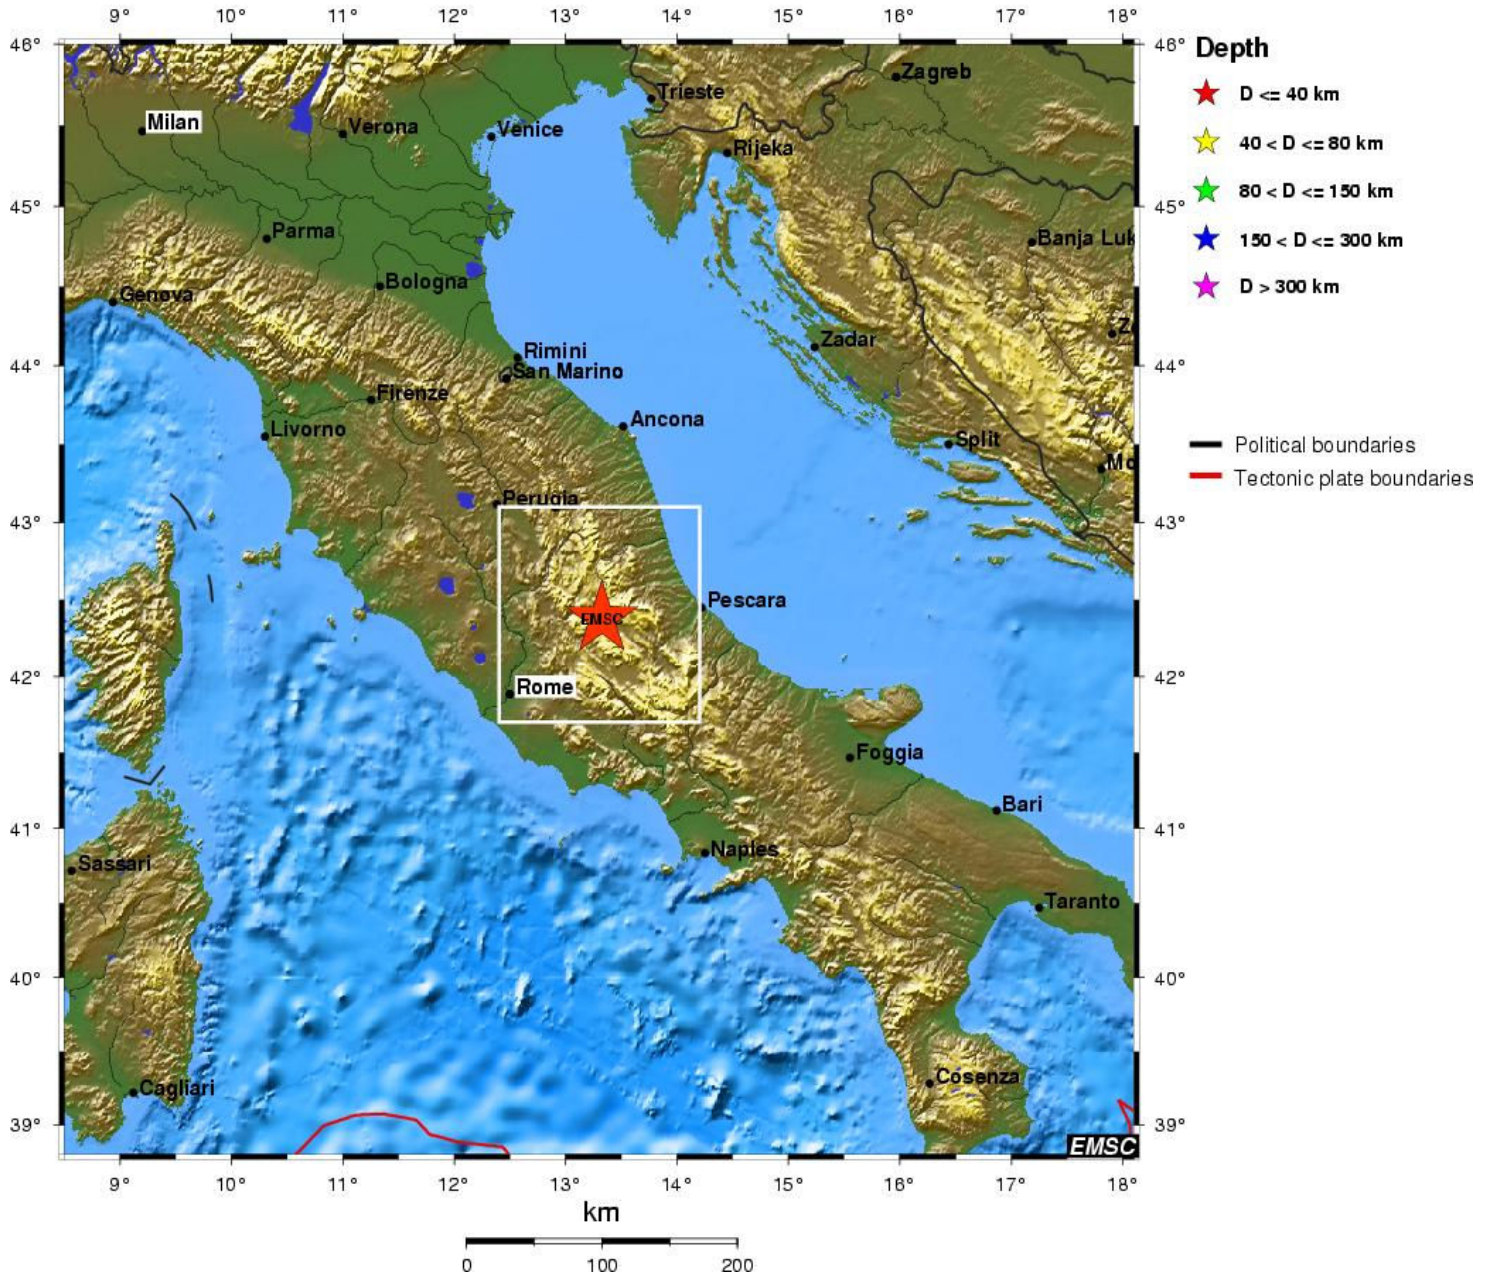 9° 10° 11° 12° 13° 14° 15° 16° 17° 18°
46° 46°
Depth
Zagreb
Trieste
D <= 40 km
Milan
Verona
Venice
40 < D <= 80 km
Rijeka
80 < D <= 150 km
45° 45°
Parma
Banja Luk
150 < D <= 300 km
Bologna
D > 300 km
Genova
Zadar
Rimini
44° 44°
San Marino
Firenze
Ancona
Livorno
Split
Political boundaries
Mo
Tectonic plate boundaries
Perugia
43° 43°
Pescara
EMSC
42° 42°
Rome
Foggia
Bari
41° 41°
Naples
Sassari
Taranto
40° 40°
Cosenza
Cagliari
39° 39°
EMSC
9° 10° 11° 12° 13° 14° 15° 16° 17° 18°
km
0 100 200